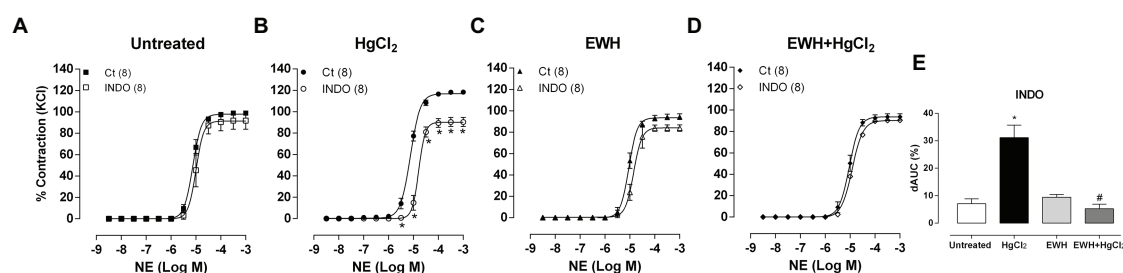 A
Untreated
Ct (8)
INDO (8)
% Contraction (KCl)
140
120
100
80
60
40
20
0
-9 -8 -7 -6 -5 -4 -3
NE (Log M)
B
HgCl₂
Ct (8)
INDO (8)
140
120
100
80
60
40
20
0
* * * * * *
-9 -8 -7 -6 -5 -4 -3
NE (Log M)
C
EWH
Ct (8)
INDO (8)
140
120
100
80
60
40
20
0
-9 -8 -7 -6 -5 -4 -3
NE (Log M)
D
EWH+HgCl₂
Ct (8)
INDO (8)
140
120
100
80
60
40
20
0
-9 -8 -7 -6 -5 -4 -3
NE (Log M)
E
INDO
dAUC (%)
40
30
20
10
0
*
#
Untreated HgCl₂ EWH EWH+HgCl₂